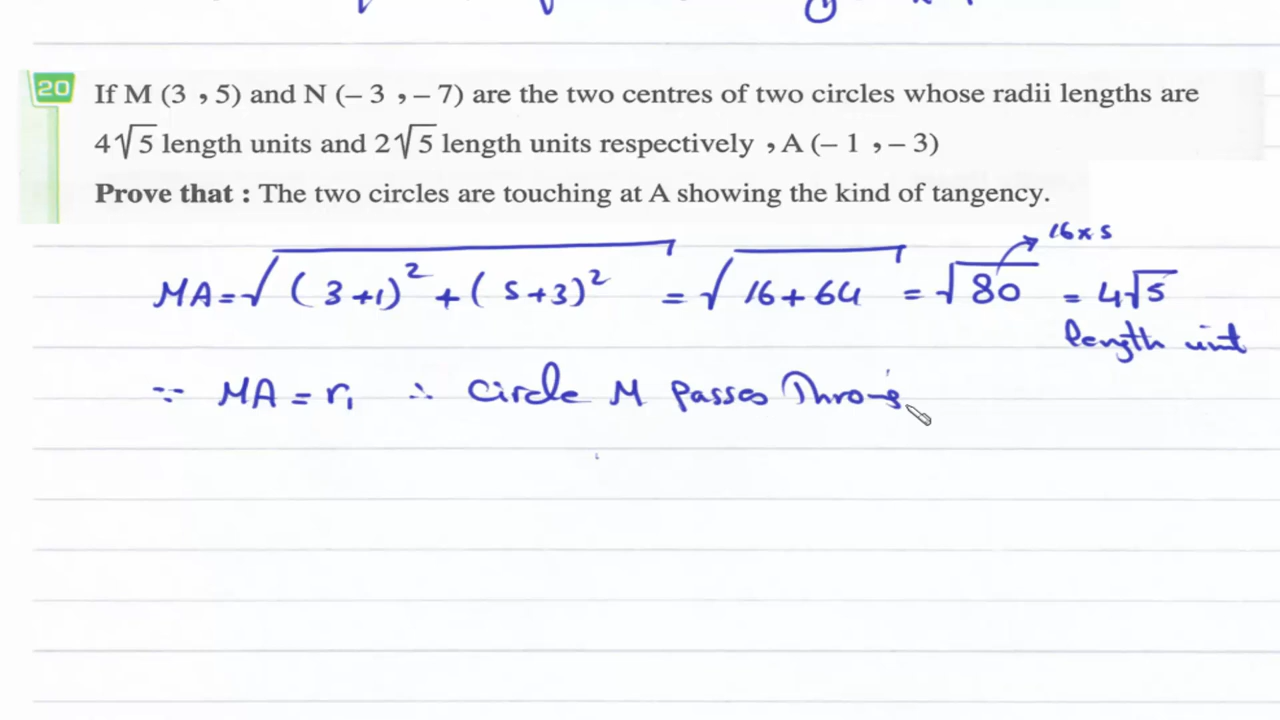 20
If M (3 , 5) and N (– 3 , – 7) are the two centres of two circles whose radii lengths are
4√5 length units and 2√5 length units respectively , A (– 1 , – 3)
Prove that : The two circles are touching at A showing the kind of tangency.
16×5
MA=√(3+1)²+(5+3)² = √16+64 = √80 = 4√5
length unit
∵ MA = r₁ ∴ Circle M Passes